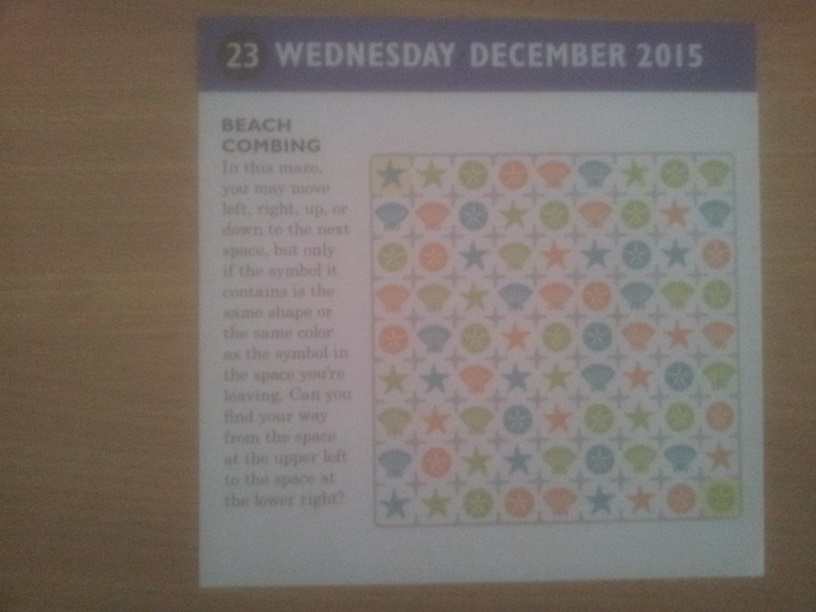 23 WEDNESDAY DECEMBER 2015
BEACH
COMBING
In this maze,
you may move
left, right, up, or
down to the next
space, but only
if the symbol it
contains is the
same shape or
the same color
as the symbol in
the space you're
leaving. Can you
find your way
from the space
at the upper left
to the space at
the lower right?